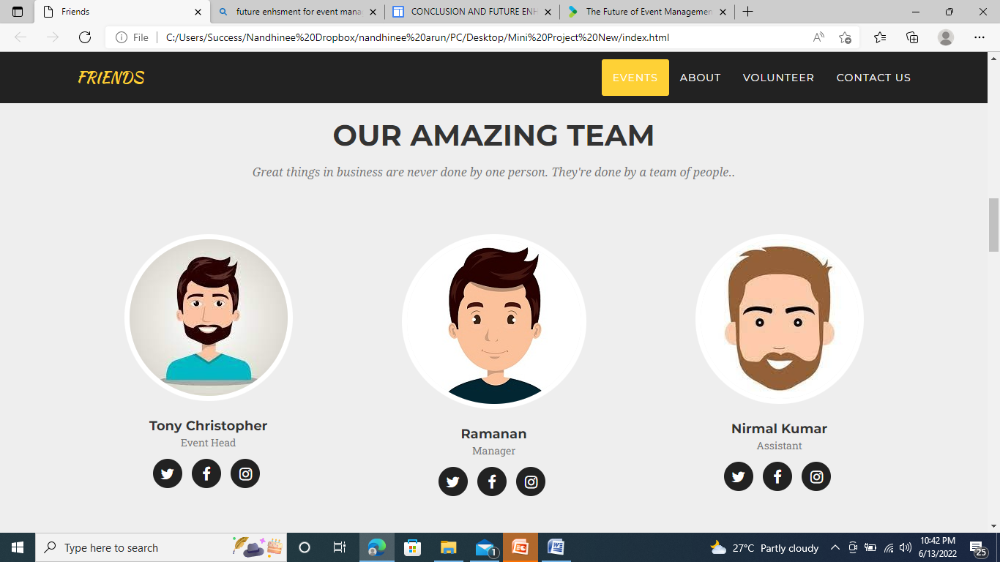 Friends
future enhsment for event mana
CONCLUSION AND FUTURE ENH
The Future of Event Managemen
File
C:/Users/Success/Nandhinee%20Dropbox/nandhinee%20arun/PC/Desktop/Mini%20Project%20New/index.html
FRIENDS
EVENTS
ABOUT
VOLUNTEER
CONTACT US
OUR AMAZING TEAM
Great things in business are never done by one person. They're done by a team of people..
Tony Christopher
Event Head
Ramanan
Manager
Nirmal Kumar
Assistant
Type here to search
1
27°C Partly cloudy
10:42 PM
6/13/2022
25